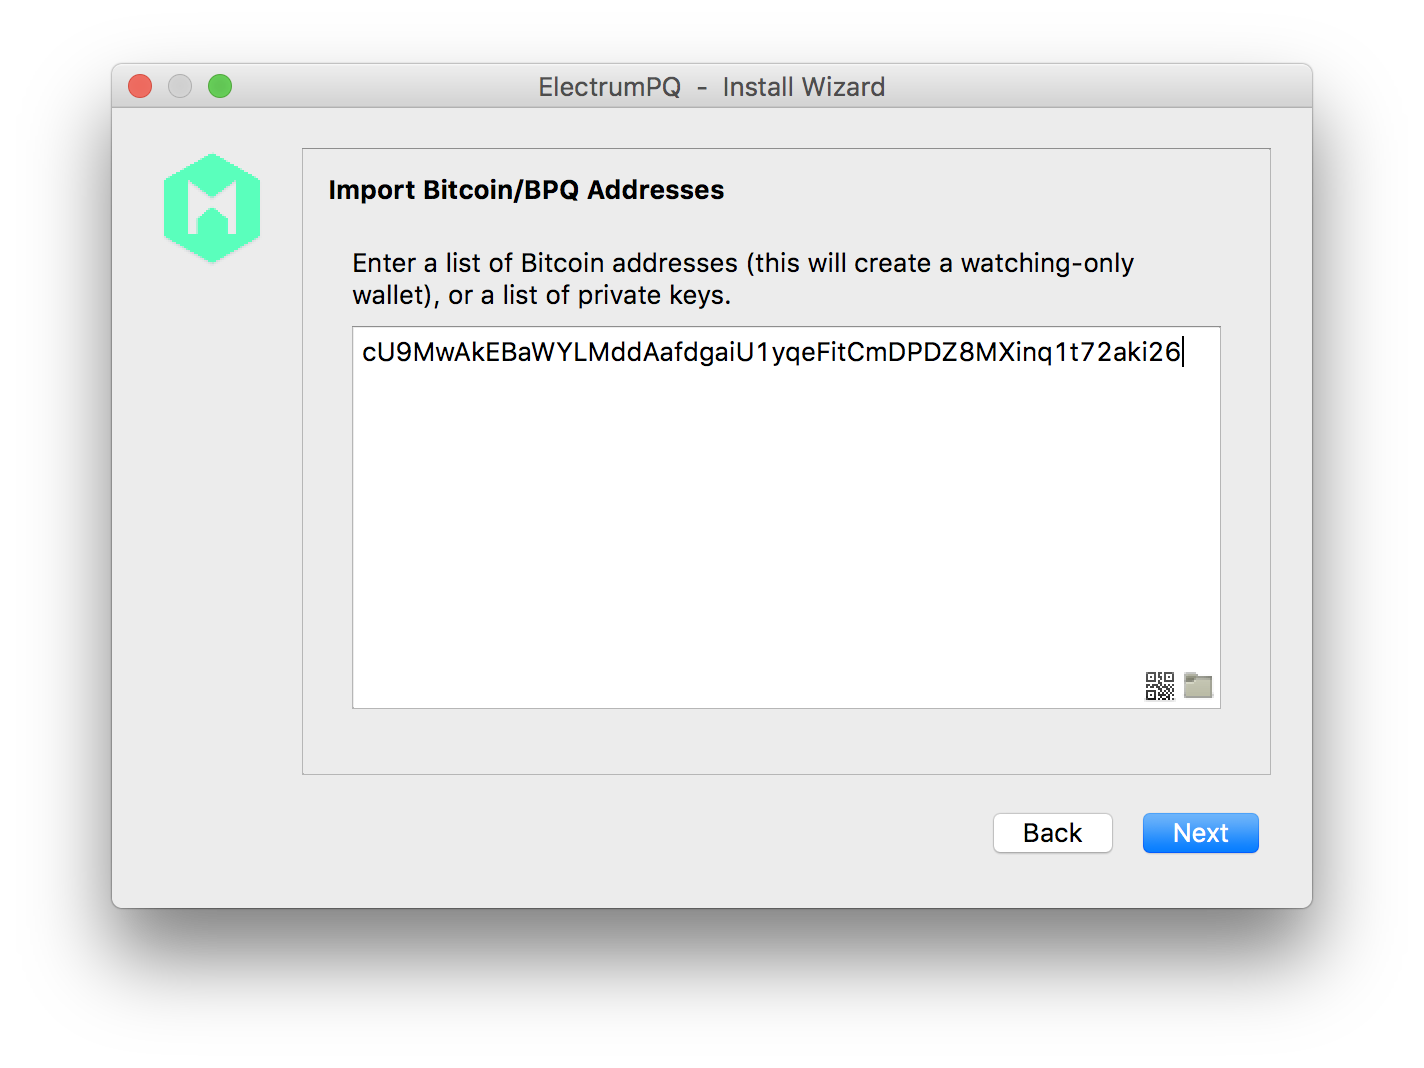 ElectrumPQ - Install Wizard
Import Bitcoin/BPQ Addresses
Enter a list of Bitcoin addresses (this will create a watching-only
wallet), or a list of private keys.
cU9MwAkEBaWYLMddAafdgaiU1yqeFitCmDPDZ8MXinq1t72aki26
Back
Next